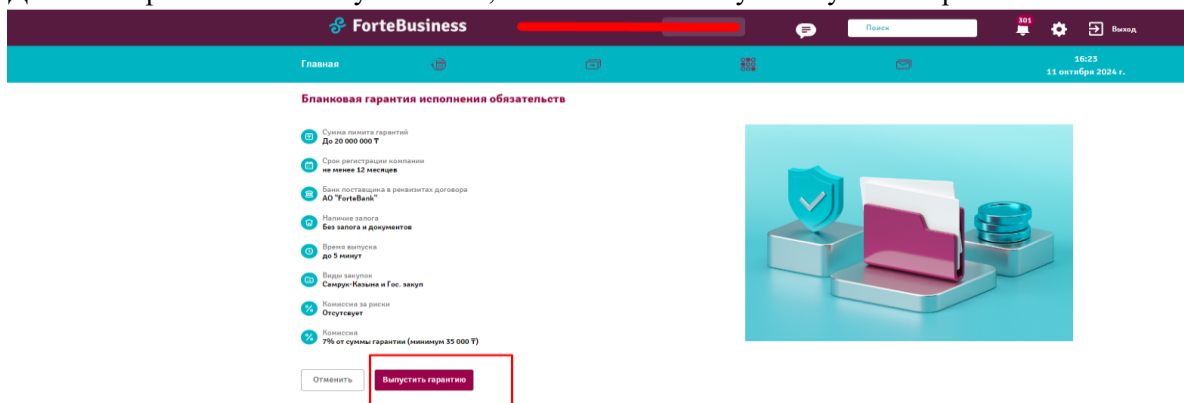 ForteBusiness
Поиск
301
Выход
Главная
16:23
11 октября 2024 г.
Бланковая гарантия исполнения обязательств
Сумма лимита гарантий
До 20 000 000 ₸
Срок регистрации компании
не менее 12 месяцев
Банк поставщика в реквизитах договора
АО "ForteBank"
Наличие залога
Без залога и документов
Время выпуска
до 5 минут
Виды закупок
Самрук-Казына и Гос. закуп
Комиссия за риски
Отсутсвует
Комиссия
7% от суммы гарантии (минимум 35 000 ₸)
Отменить
Выпустить гарантию